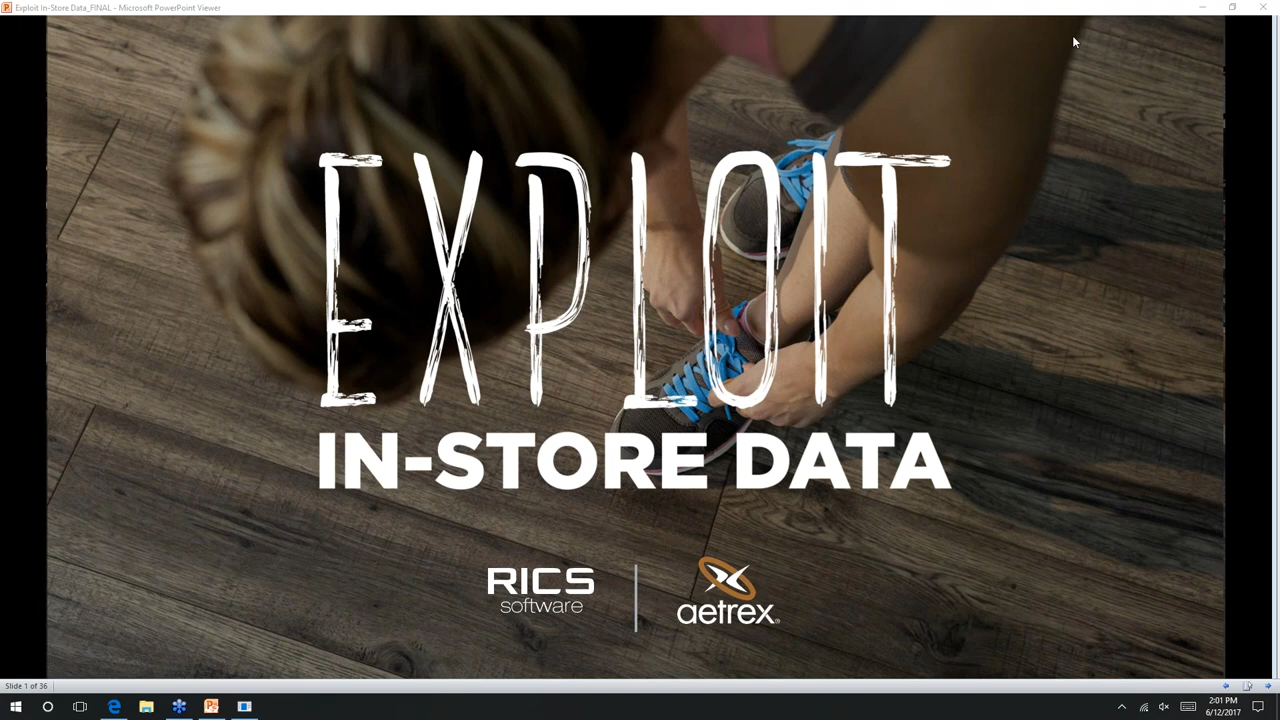 Exploit In-Store Data_FINAL - Microsoft PowerPoint Viewer
EXPLOIT
IN-STORE DATA
RICS
software
aetrex
Slide 1 of 36
2:01 PM
6/12/2017